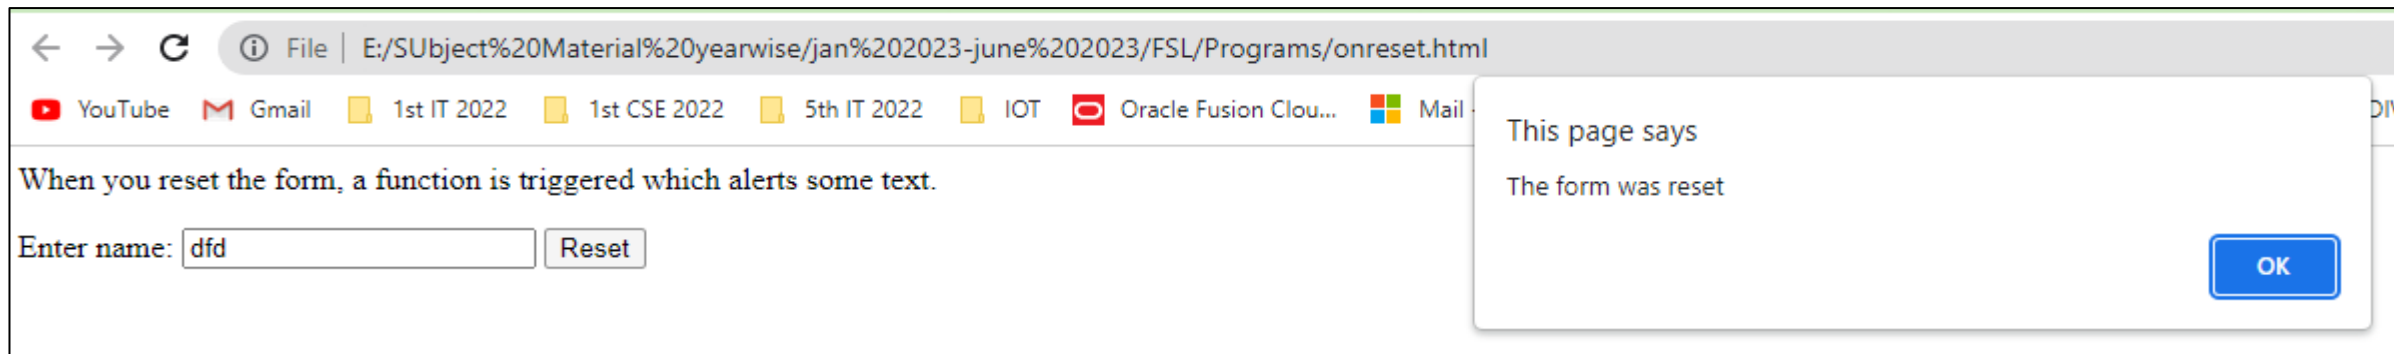 File | E:/SUbject%20Material%20yearwise/jan%202023-june%202023/FSL/Programs/onreset.html
YouTube Gmail 1st IT 2022 1st CSE 2022 5th IT 2022 IOT Oracle Fusion Clou... Mail -
This page says
The form was reset
OK
When you reset the form, a function is triggered which alerts some text.
Enter name: dfd Reset